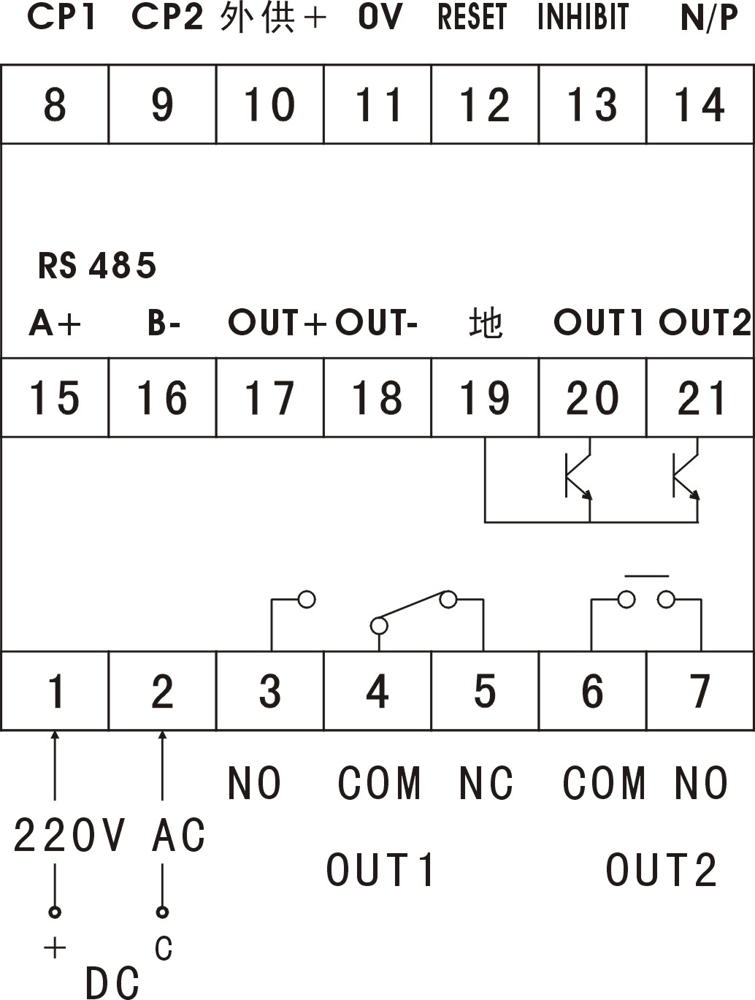 CP1 CP2 外供+ 0V RESET INHIBIT N/P
8 9 10 11 12 13 14
RS 485
A+ B- OUT+ OUT- 地 OUT1 OUT2
15 16 17 18 19 20 21
1 2 3 4 5 6 7
NO COM NC COM NO
220V AC
OUT1 OUT2
+ C
DC